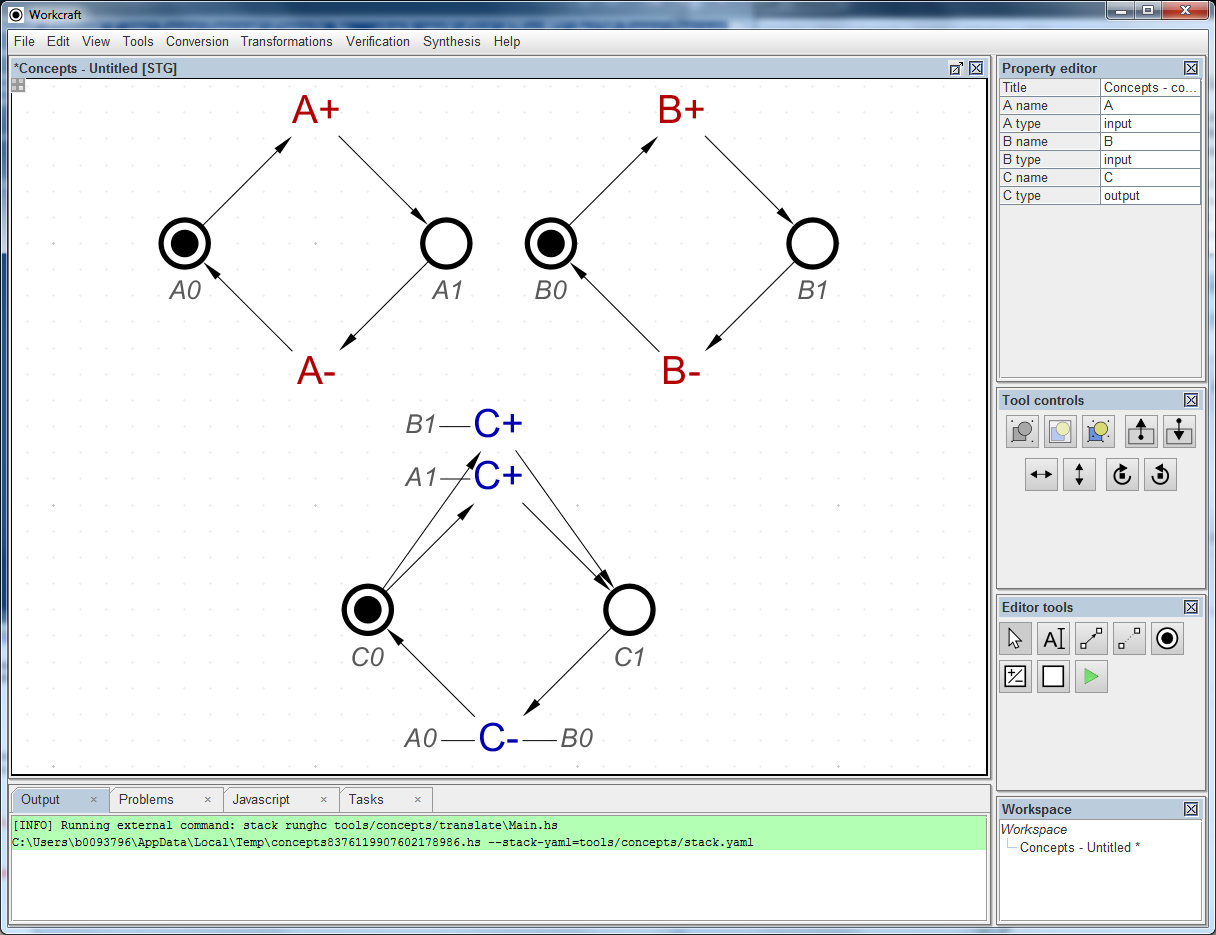 Workcraft
File Edit View Tools Conversion Transformations Verification Synthesis Help
*Concepts - Untitled [STG]
A+
B+
A0
A1
B0
B1
A-
B-
B1 C+
A1 C+
C0
C1
A0 C- B0
Property editor
Title Concepts - co...
A name A
A type input
B name B
B type input
C name C
C type output
Tool controls
Editor tools
A
Workspace
Workspace
Concepts - Untitled *
Output × Problems × Javascript × Tasks ×
[INFO] Running external command: stack runghc tools/concepts/translate\Main.hs
C:\Users\b0093796\AppData\Local\Temp\concepts8376119907602178986.hs --stack-yaml=tools/concepts/stack.yaml